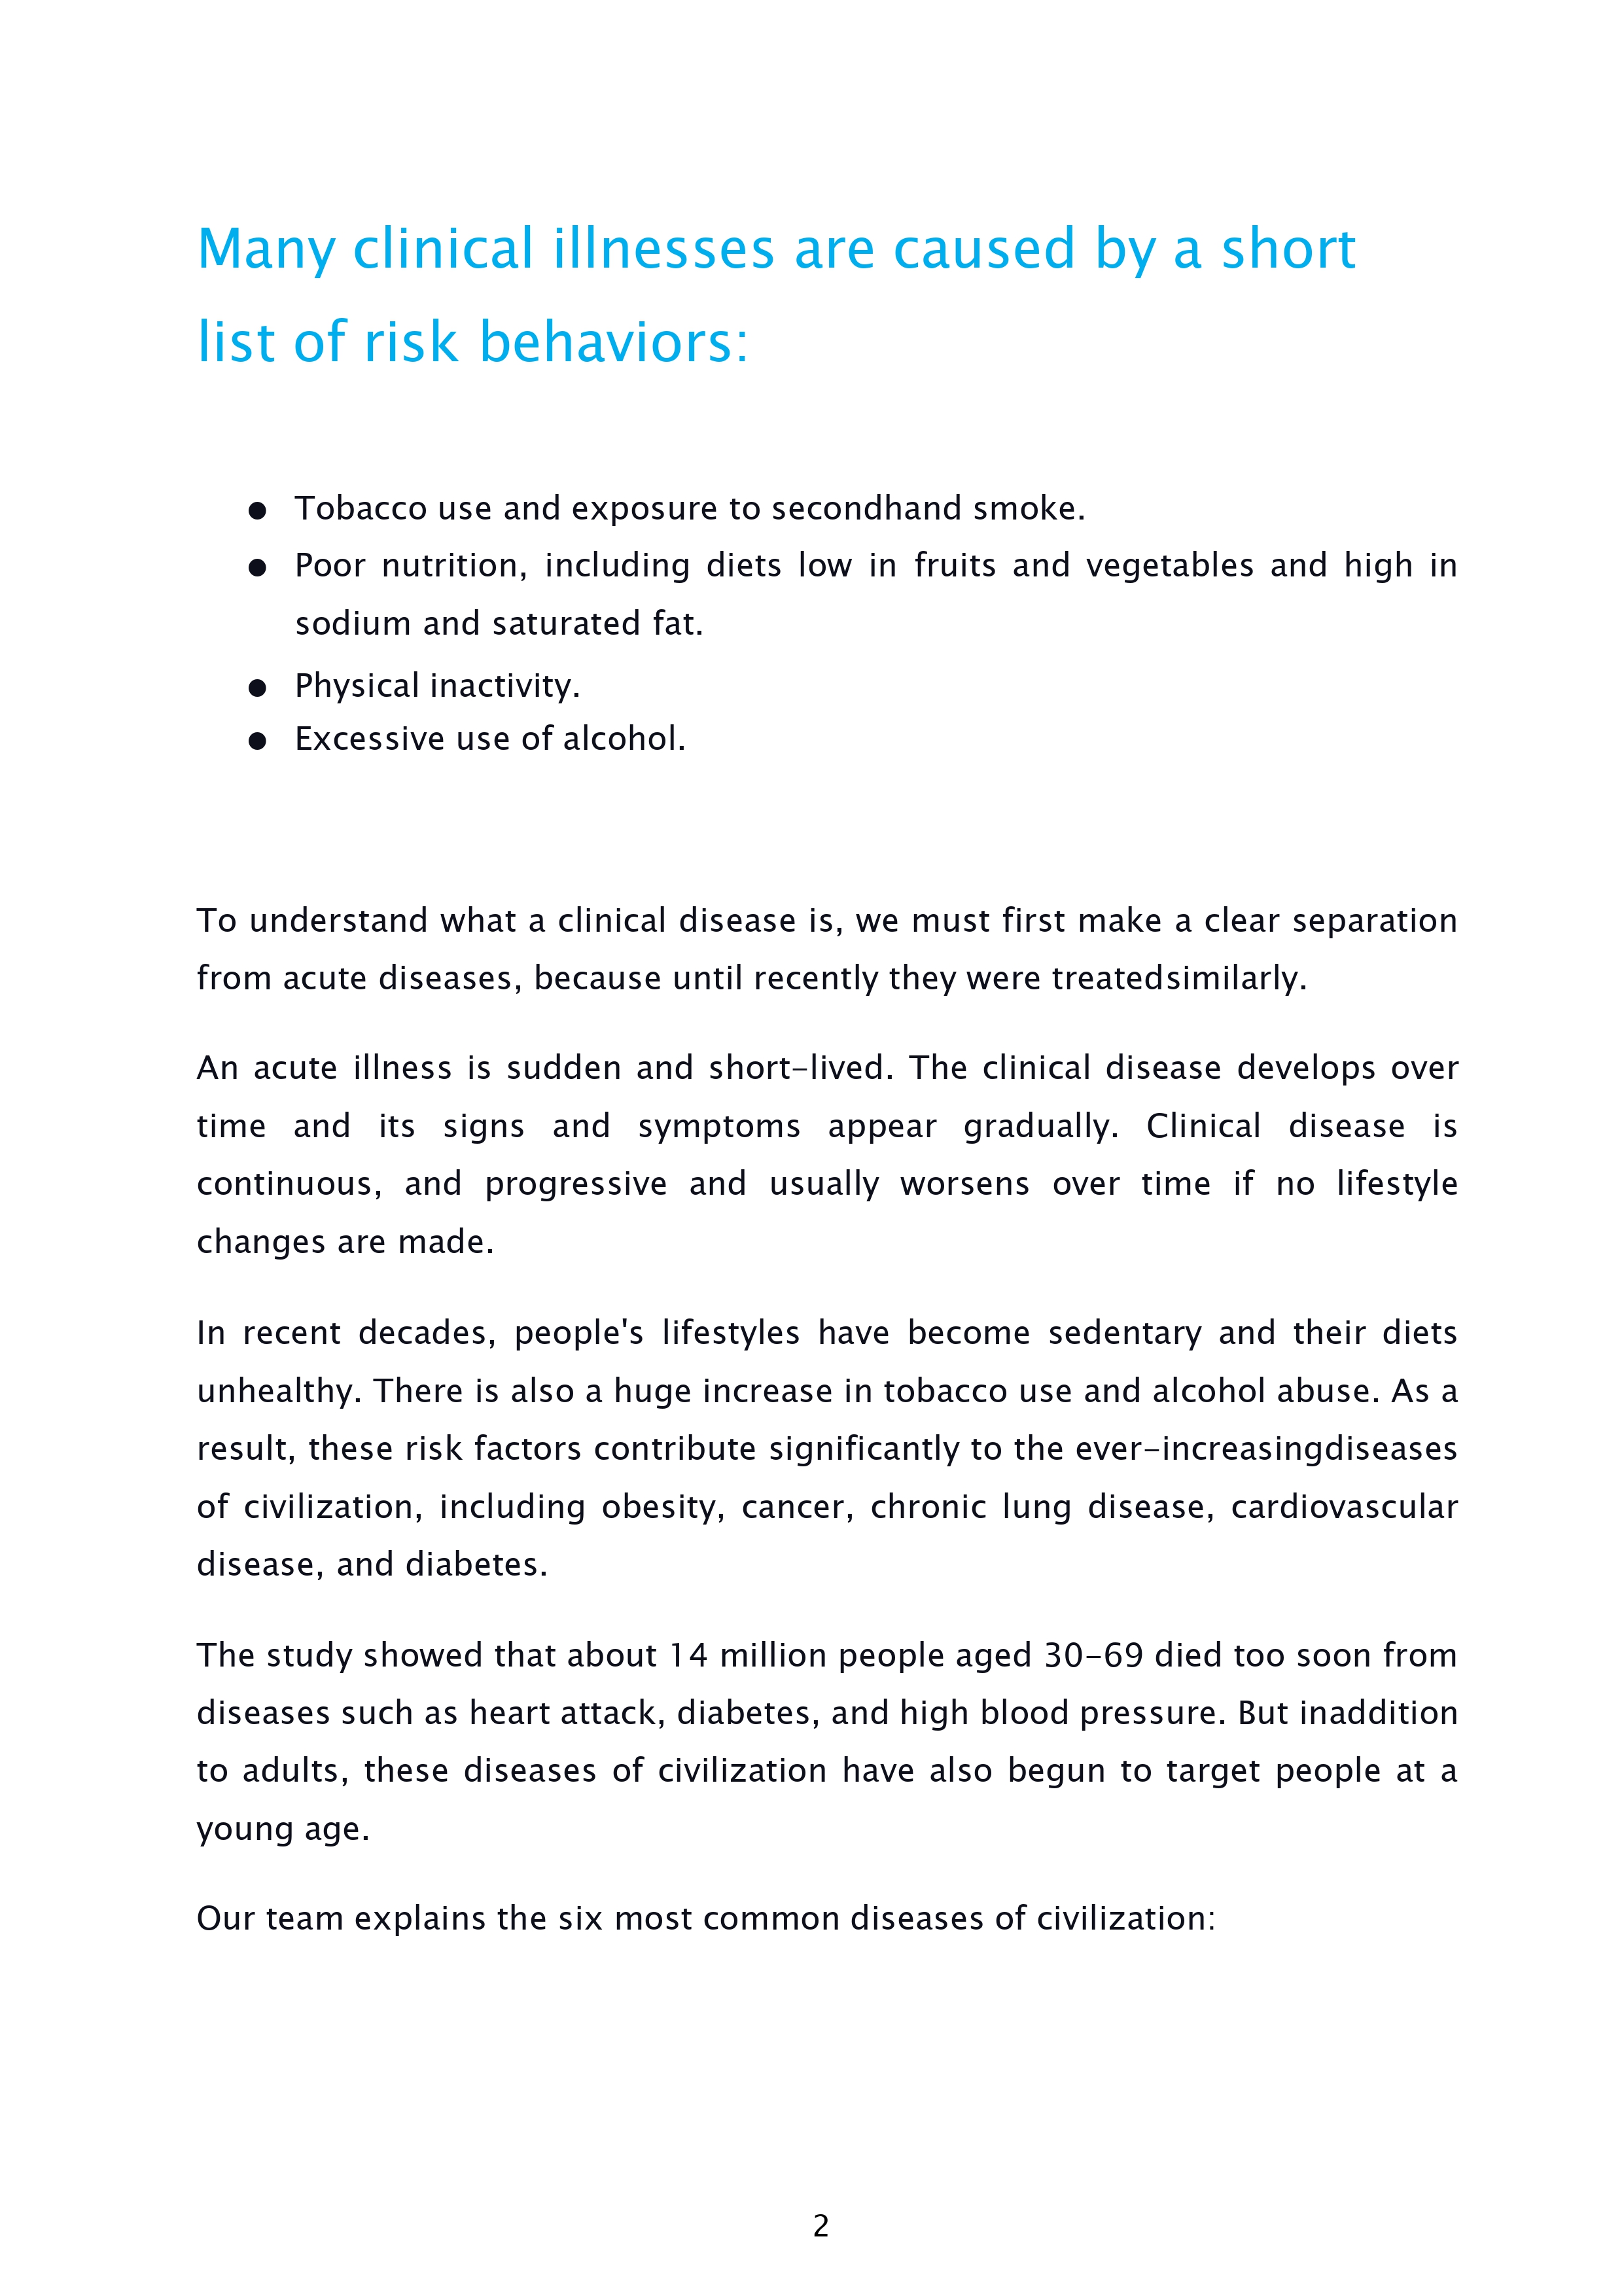 Many clinical illnesses are caused by a short
list of risk behaviors:
● Tobacco use and exposure to secondhand smoke.
● Poor nutrition, including diets low in fruits and vegetables and high in
sodium and saturated fat.
● Physical inactivity.
● Excessive use of alcohol.
To understand what a clinical disease is, we must first make a clear separation
from acute diseases, because until recently they were treatedsimilarly.
An acute illness is sudden and short-lived. The clinical disease develops over
time and its signs and symptoms appear gradually. Clinical disease is
continuous, and progressive and usually worsens over time if no lifestyle
changes are made.
In recent decades, people's lifestyles have become sedentary and their diets
unhealthy. There is also a huge increase in tobacco use and alcohol abuse. As a
result, these risk factors contribute significantly to the ever-increasingdiseases
of civilization, including obesity, cancer, chronic lung disease, cardiovascular
disease, and diabetes.
The study showed that about 14 million people aged 30-69 died too soon from
diseases such as heart attack, diabetes, and high blood pressure. But inaddition
to adults, these diseases of civilization have also begun to target people at a
young age.
Our team explains the six most common diseases of civilization:
2